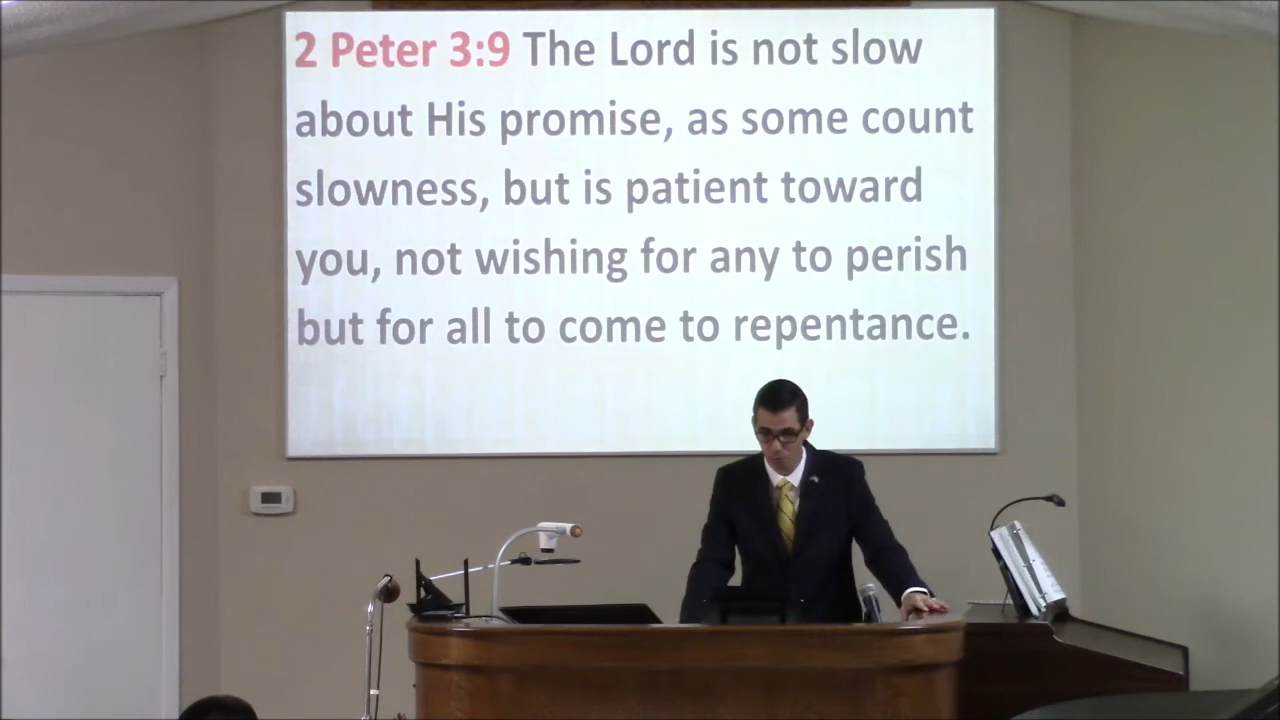 2 Peter 3:9 The Lord is not slow
about His promise, as some count
slowness, but is patient toward
you, not wishing for any to perish
but for all to come to repentance.